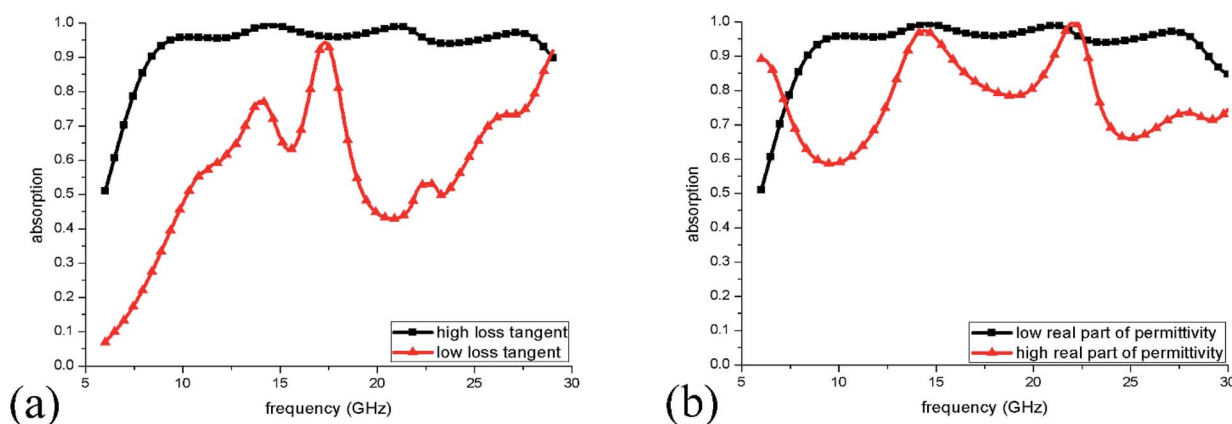 1.0
0.9
0.8
0.7
0.6
0.5
0.4
0.3
0.2
0.1
0.0
absorption
high loss tangent
low loss tangent
5 10 15 20 25 30
frequency (GHz)
(a)
1.0
0.9
0.8
0.7
0.6
0.5
0.4
0.3
0.2
0.1
0.0
absorption
low real part of permittivity
high real part of permittivity
5 10 15 20 25 30
frequency (GHz)
(b)